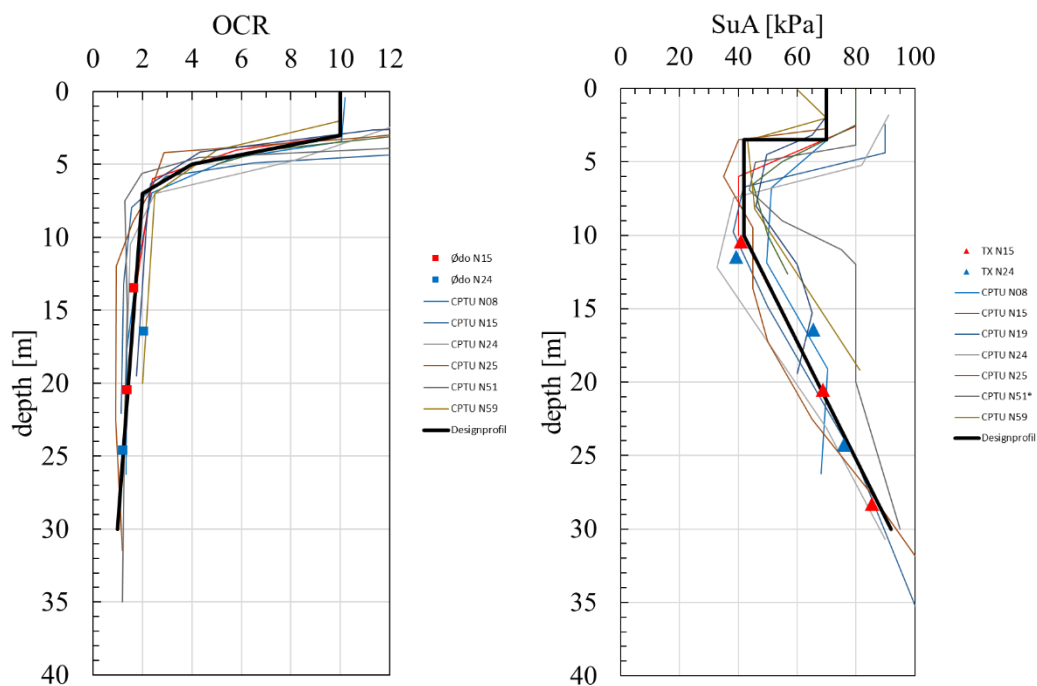 OCR
0 2 4 6 8 10 12
0
5
10
15
20
25
30
35
40
depth [m]
Ødo N15
Ødo N24
CPTU N08
CPTU N15
CPTU N24
CPTU N25
CPTU N51
CPTU N59
Designprofil
SuA [kPa]
0 20 40 60 80 100
0
5
10
15
20
25
30
35
40
depth [m]
TX N15
TX N24
CPTU N08
CPTU N15
CPTU N19
CPTU N24
CPTU N25
CPTU N51*
CPTU N59
Designprofil